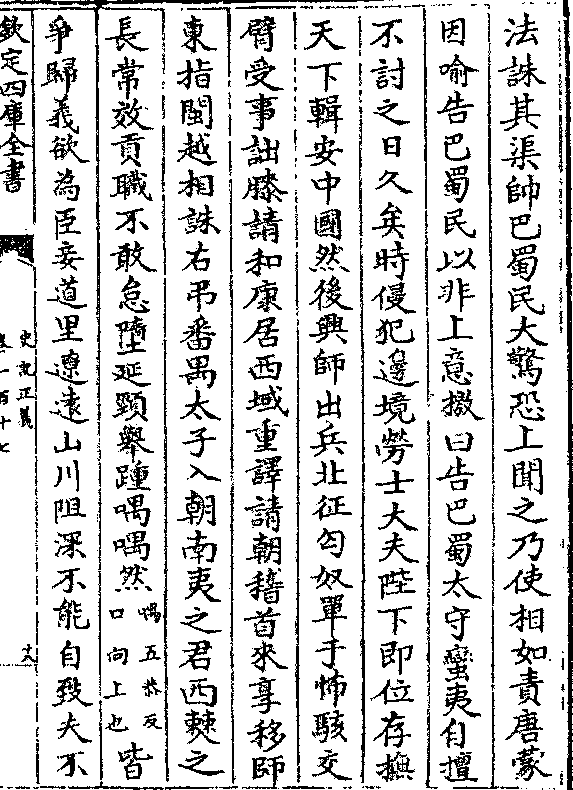 法誅其渠帥巴蜀民大驚恐上聞之乃使相如責唐蒙
因喻告巴蜀民以非上意檄曰告巴蜀太守蠻夷自擅
不討之日久矣時侵犯邊境勞士大夫陛下即位存撫
天下輯安中國然後興師出兵北征匈奴單于怖駭交
臂受事詘膝請和康居西域重譯請朝稽首來享移師
東指閩越相誅右弔番禺太子入朝南夷之君西僰之
長常效貢職不敢怠墮延頸舉踵喁喁然喁五恭反口向上也皆
爭歸義欲為臣妾道里遼遠山川阻深不能自致夫不
欽定四庫全書
史記正義
卷一百十七